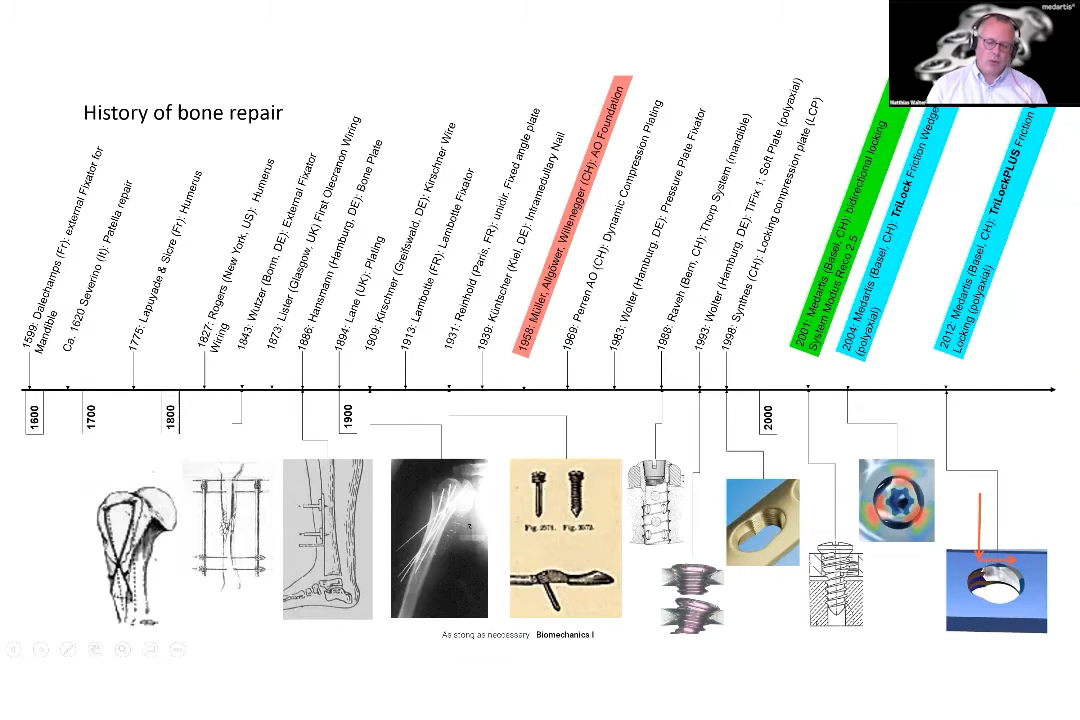 medartis®
Matthias Walter
History of bone repair
1599: Dalechamps (Fr): external Fixator for
Mandible
Ca. 1620 Severino (It): Patella repair
1775: Lapuyade & Sicre (Fr): Humerus
1827: Rogers (New York, US): Humerus
Wiring
1843: Wutzer (Bonn, DE): External Fixator
1873: Lister (Glasgow, UK) First Olecranon Wiring
1886: Hansmann (Hamburg, DE): Bone Plate
1894: Lane (UK): Plating
1909: Kirschner (Greifswald, DE): Kirschner Wire
1913: Lambotte (FR): Lambotte Fixator
1931: Reinhold (Paris, FR): unidir. Fixed angle plate
1939: Küntscher (Kiel, DE): Intramedullary Nail
1958: Müller, Allgöwer, Willenegger (CH): AO Foundation
1969: Perren AO (CH): Dynamic Compression Plating
1983: Wolter (Hamburg, DE): Pressure Plate Fixator
1988: Raveh (Bern, CH): Thorp System (mandible)
1993: Wolter (Hamburg, DE): TiFix 1: Soft Plate (polyaxial)
1998: Synthes (CH): Locking compression plate (LCP)
2001: Medartis (Basel, CH): bidirectional locking
System Modus Reco 2.5
2004: Medartis (Basel, CH): TriLock Friction Wedge
(polyaxial)
2012: Medartis (Basel, CH): TriLockPLUS Friction
Locking (polyaxial)
1600
1700
1800
1900
2000
Fig. 2571. Fig. 2572.
As stong as neccessary Biomechanics I